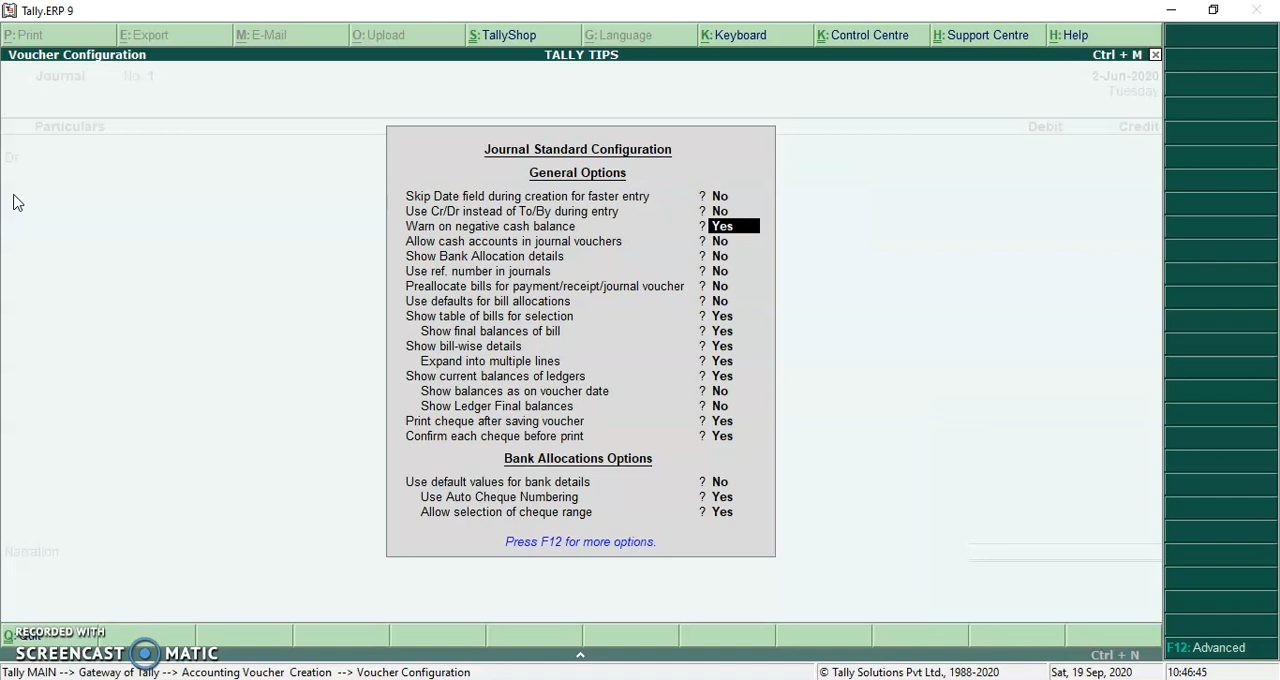 Tally.ERP 9
P: Print E: Export M: E-Mail O: Upload S: TallyShop G: Language K: Keyboard K: Control Centre H: Support Centre H: Help
Voucher Configuration TALLY TIPS Ctrl + M
Journal No. 1 2-Jun-2020
Tuesday
Particulars Debit Credit
Dr
Journal Standard Configuration
General Options
Skip Date field during creation for faster entry ? No
Use Cr/Dr instead of To/By during entry ? No
Warn on negative cash balance ? Yes
Allow cash accounts in journal vouchers ? No
Show Bank Allocation details ? No
Use ref. number in journals ? No
Preallocate bills for payment/receipt/journal voucher ? No
Use defaults for bill allocations ? No
Show table of bills for selection ? Yes
Show final balances of bill ? Yes
Show bill-wise details ? Yes
Expand into multiple lines ? Yes
Show current balances of ledgers ? Yes
Show balances as on voucher date ? No
Show Ledger Final balances ? No
Print cheque after saving voucher ? Yes
Confirm each cheque before print ? Yes
Bank Allocations Options
Use default values for bank details ? No
Use Auto Cheque Numbering ? Yes
Allow selection of cheque range ? Yes
Press F12 for more options.
Narration
Q: Quit
RECORDED WITH
SCREENCAST MATIC
F12: Advanced
Ctrl + N
Tally MAIN --> Gateway of Tally --> Accounting Voucher Creation --> Voucher Configuration © Tally Solutions Pvt Ltd., 1988-2020 Sat, 19 Sep, 2020 10:46:45